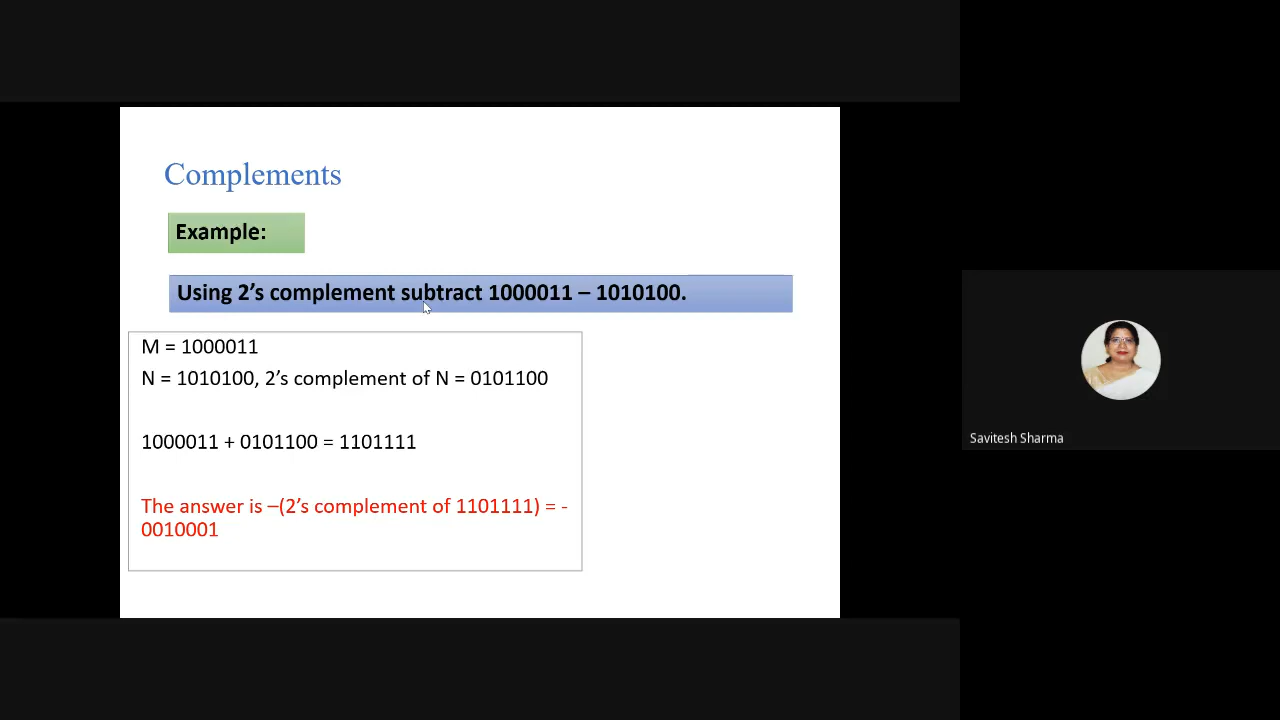 Complements
Example:
Using 2’s complement subtract 1000011 – 1010100.
M = 1000011
N = 1010100, 2’s complement of N = 0101100
1000011 + 0101100 = 1101111
The answer is –(2’s complement of 1101111) = -
0010001
Savitesh Sharma